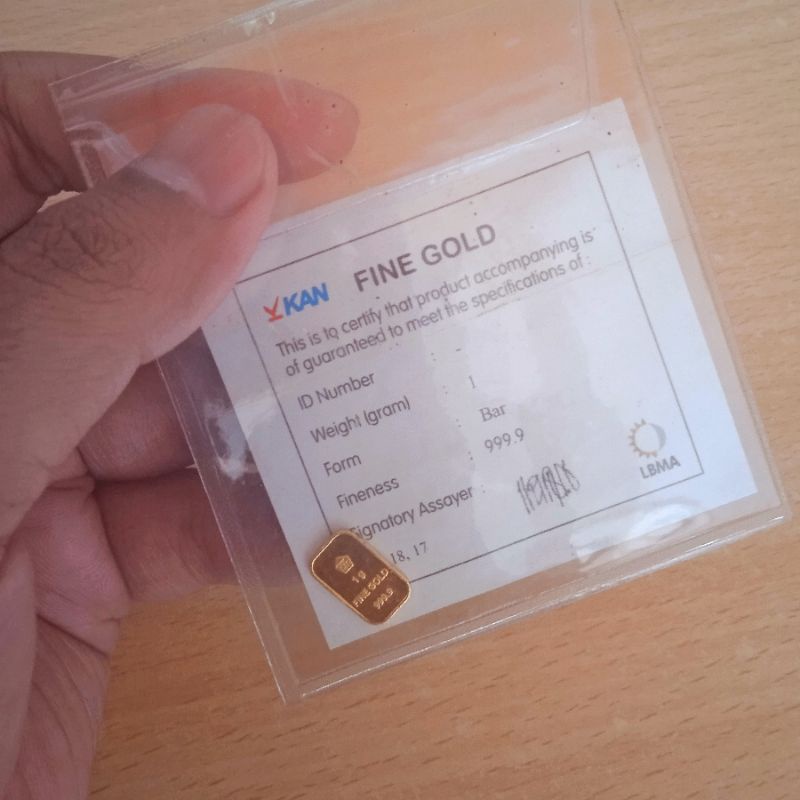 KAN FINE GOLD
This is to certify that product accompanying is
of guaranteed to meet the specifications of :
ID Number : -
Weight (gram) : 1
Form : Bar
Fineness : 999.9
Signatory Assayer :
18, 17
LBMA
1 g
FINE GOLD
999.9